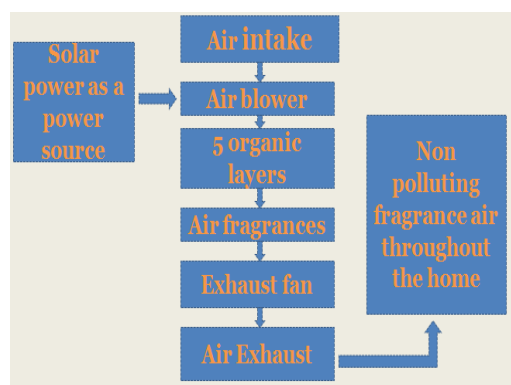 Solar
power as a
power
source
Air intake
Air blower
5 organic
layers
Air fragrances
Exhaust fan
Air Exhaust
Non
polluting
fragrance air
throughout
the home